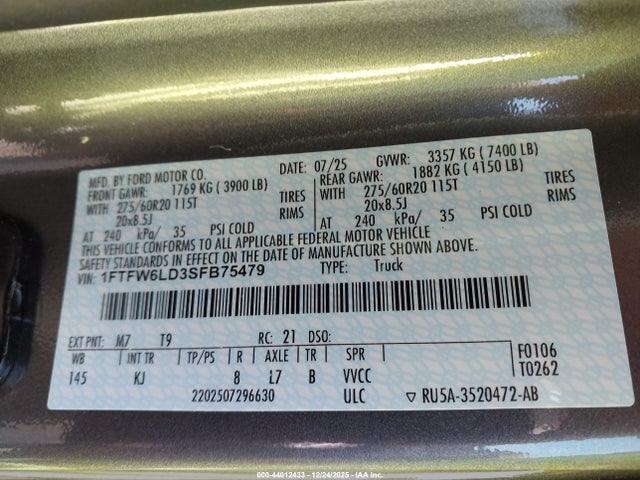 MFD. BY FORD MOTOR CO.
DATE: 07/25 GVWR: 3357 KG ( 7400 LB)
FRONT GAWR: 1769 KG ( 3900 LB)
REAR GAWR: 1882 KG ( 4150 LB)
WITH 275/60R20 115T TIRES
WITH 275/60R20 115T TIRES
20x8.5J RIMS
20x8.5J RIMS
AT 240 kPa/ 35 PSI COLD
AT 240 kPa/ 35 PSI COLD
THIS VEHICLE CONFORMS TO ALL APPLICABLE FEDERAL MOTOR VEHICLE
SAFETY STANDARDS IN EFFECT ON THE DATE OF MANUFACTURE SHOWN ABOVE.
VIN: 1FTFW6LD3SFB75479 TYPE: Truck
EXT PNT: M7 T9 RC: 21 DSO:
WB INT TR TP/PS R AXLE TR SPR
F0106
145 KJ 8 L7 B VVCC
T0262
2202507296630 ULC ▽ RU5A-3520472-AB
000-44012433 - 12/24/2025 - IAA Inc.